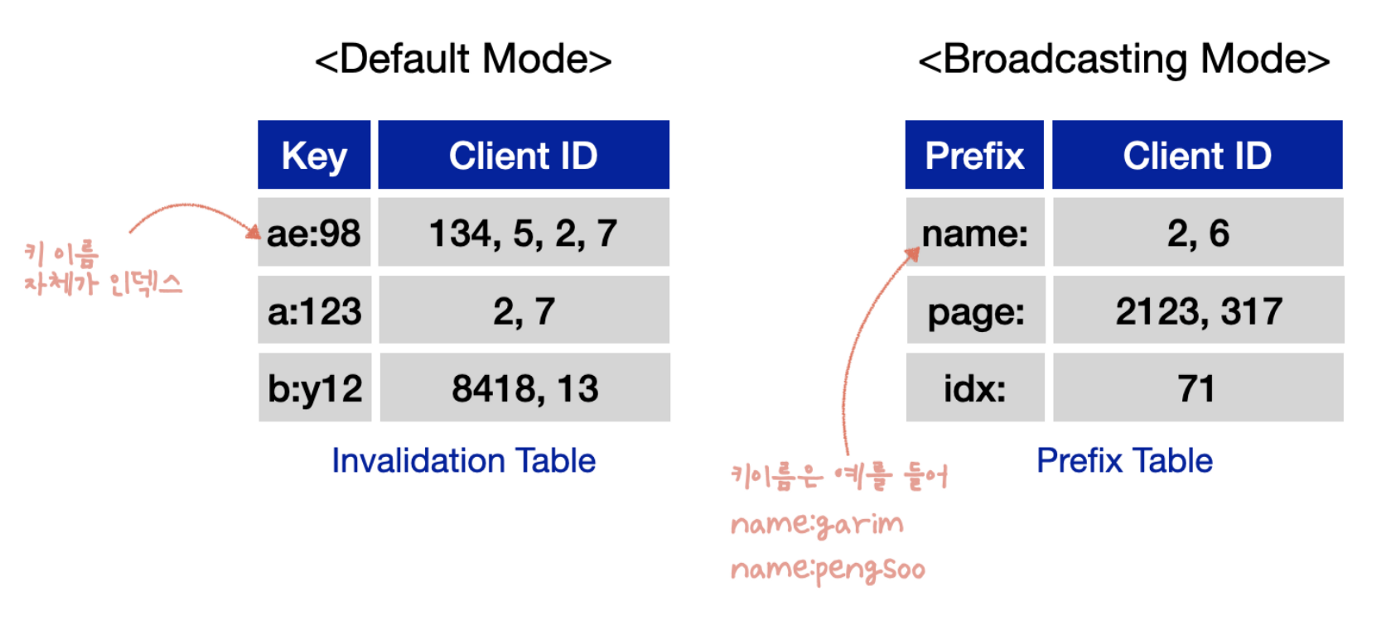 <Default Mode>
Key Client ID
ae:98 134, 5, 2, 7
a:123 2, 7
b:y12 8418, 13
Invalidation Table
키 이름
자체가 인덱스
<Broadcasting Mode>
Prefix Client ID
name: 2, 6
page: 2123, 317
idx: 71
Prefix Table
키이름은 예를 들어
name:garim
name:pengsoo